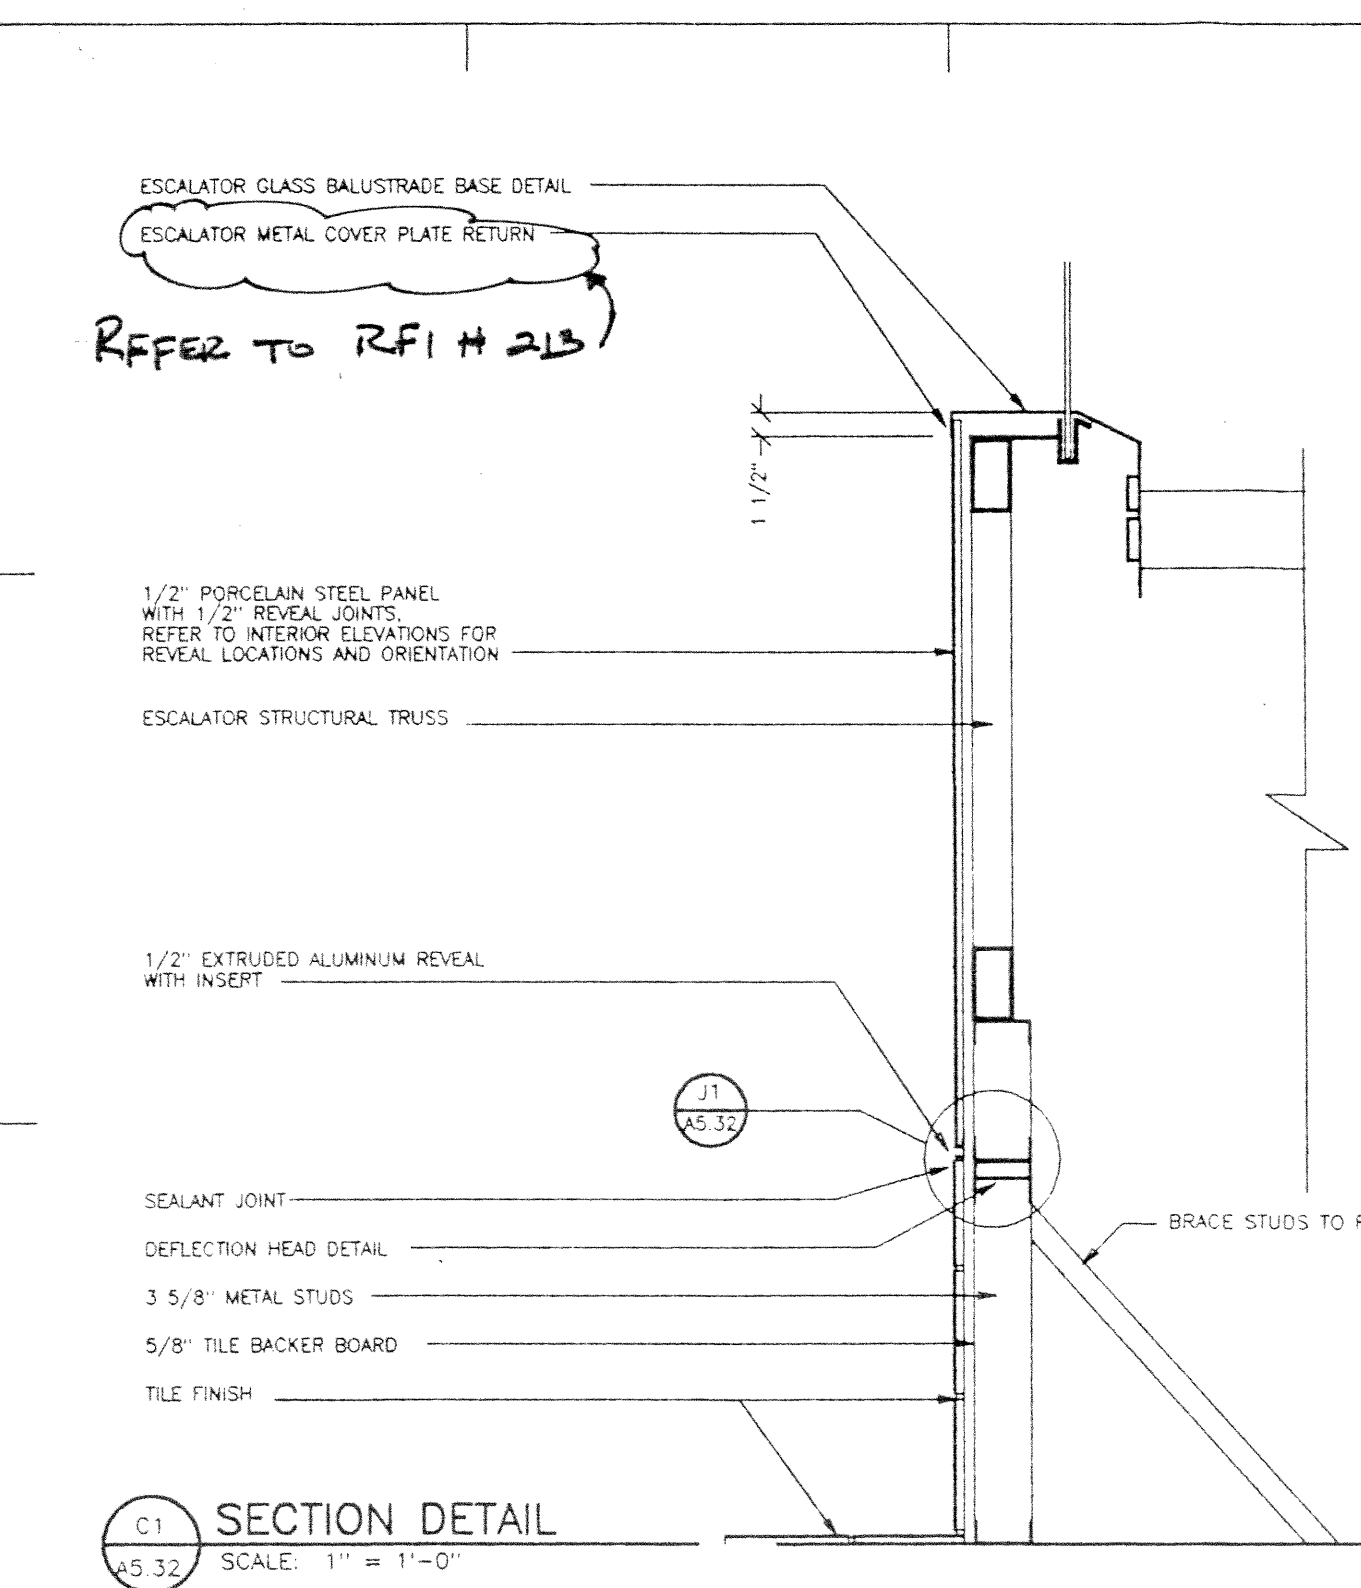 ESCALATOR GLASS BALUSTRADE BASE DETAIL
ESCALATOR METAL COVER PLATE RETURN
REFER TO RFI # 213
1 1/2"
1/2" PORCELAIN STEEL PANEL
WITH 1/2" REVEAL JOINTS,
REFER TO INTERIOR ELEVATIONS FOR
REVEAL LOCATIONS AND ORIENTATION
ESCALATOR STRUCTURAL TRUSS
1/2" EXTRUDED ALUMINUM REVEAL
WITH INSERT
J1
A5.32
SEALANT JOINT
BRACE STUDS TO
DEFLECTION HEAD DETAIL
3 5/8" METAL STUDS
5/8" TILE BACKER BOARD
TILE FINISH
C1
A5.32
SECTION DETAIL
SCALE: 1" = 1'-0"